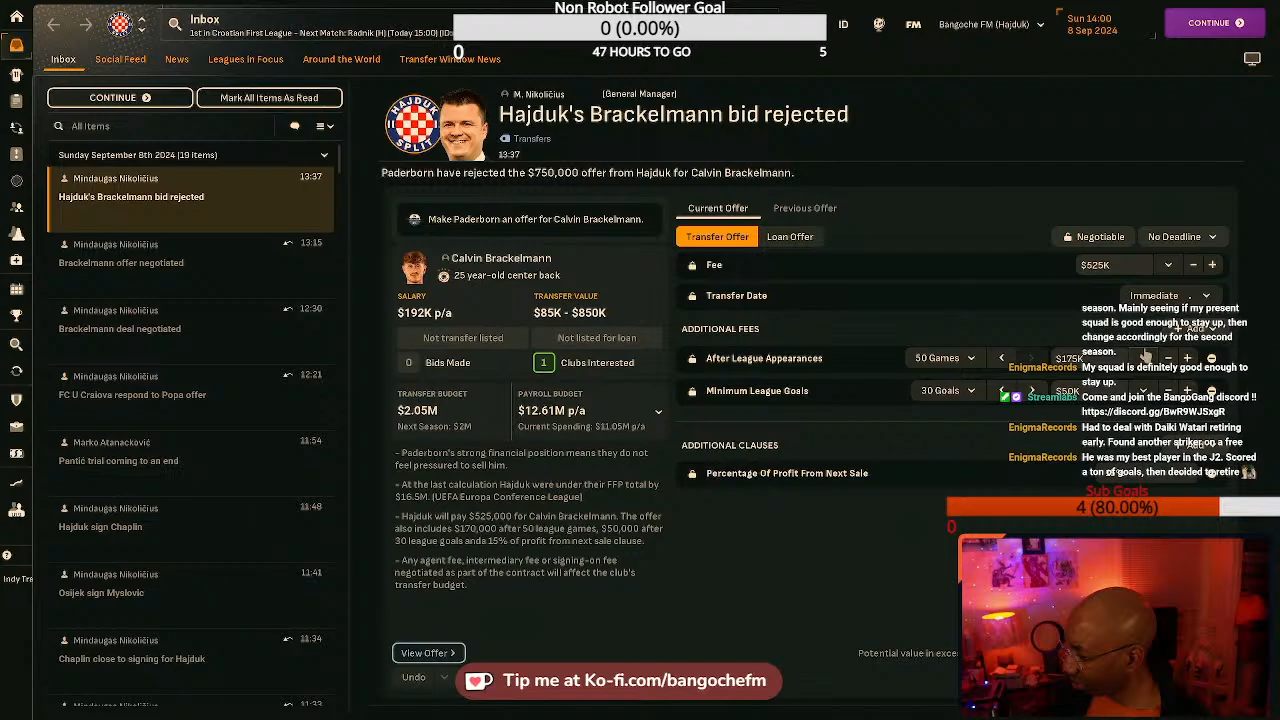 Non Robot Follower Goal
0 (0.00%)
0
47 HOURS TO GO
5
Inbox
1st in Croatian First League - Next Match: Radnik (H) (Today 15:00) (ID:
ID
FM
Bangoche FM (Hajduk)
Sun 14:00
8 Sep 2024
CONTINUE
Inbox
Social Feed
News
Leagues in Focus
Around the World
Transfer Window News
CONTINUE
Mark All Items As Read
All Items
Sunday September 8th 2024 (19 Items)
Mindaugas Nikoličius
13:37
Hajduk's Brackelmann bid rejected
Mindaugas Nikoličius
13:15
Brackelmann offer negotiated
Mindaugas Nikoličius
12:30
Brackelmann deal negotiated
Mindaugas Nikoličius
12:21
FC U Craiova respond to Popa offer
Marko Atanacković
11:54
Pantić trial coming to an end
Mindaugas Nikoličius
11:48
Hajduk sign Chaplin
Mindaugas Nikoličius
11:41
Osijek sign Myslovic
Mindaugas Nikoličius
11:34
Chaplin close to signing for Hajduk
Mindaugas Nikoličius
11:33
Indy Tre
HAJDUK
SPLIT
M. Nikoličius
[General Manager]
Hajduk's Brackelmann bid rejected
Transfers
13:37
Paderborn have rejected the $750,000 offer from Hajduk for Calvin Brackelmann.
Make Paderborn an offer for Calvin Brackelmann.
Calvin Brackelmann
25 year-old center back
SALARY
TRANSFER VALUE
$192K p/a
$85K - $850K
Not transfer listed
Not listed for loan
0
Bids Made
1
Clubs Interested
TRANSFER BUDGET
PAYROLL BUDGET
$2.05M
$12.61M p/a
Next Season: $2M
Current Spending: $11.05M p/a
- Paderborn's strong financial position means they do
not feel pressured to sell him.
- At the last calculation Hajduk were under their FFP total by
$16.5M. (UEFA Europa Conference League)
- Hajduk will pay $525,000 for Calvin Brackelmann. The offer
also includes $170,000 after 50 league games, $50,000 after
30 league goals anda 15% of profit from next sale clause.
- Any agent fee, intermediary fee or signing-on fee
negotiated as part of the contract will affect the club's
transfer budget.
View Offer
Undo
Current Offer
Previous Offer
Transfer Offer
Loan Offer
Negotiable
No Deadline
Fee
$525K
Transfer Date
Immediate
ADDITIONAL FEES
After League Appearances
50 Games
$175K
Minimum League Goals
30 Goals
$50K
ADDITIONAL CLAUSES
Percentage Of Profit From Next Sale
Potential value in exce
season. Mainly seeing if my present
squad is good enough to stay up, then
change accordingly for the second
season.
EnigmaRecords
My squad is definitely good enough to
stay up.
Streamlabs
Come and join the BangoGang discord !!
https://discord.gg/BwR9WJSxgR
EnigmaRecords
Had to deal with Daiki Watari retiring
early. Found another striker on a free
EnigmaRecords
He was my best player in the J2. Scored
a ton of goals, then decided to retire
Sub Goals
4 (80.00%)
0
Tip me at Ko-fi.com/bangochefm